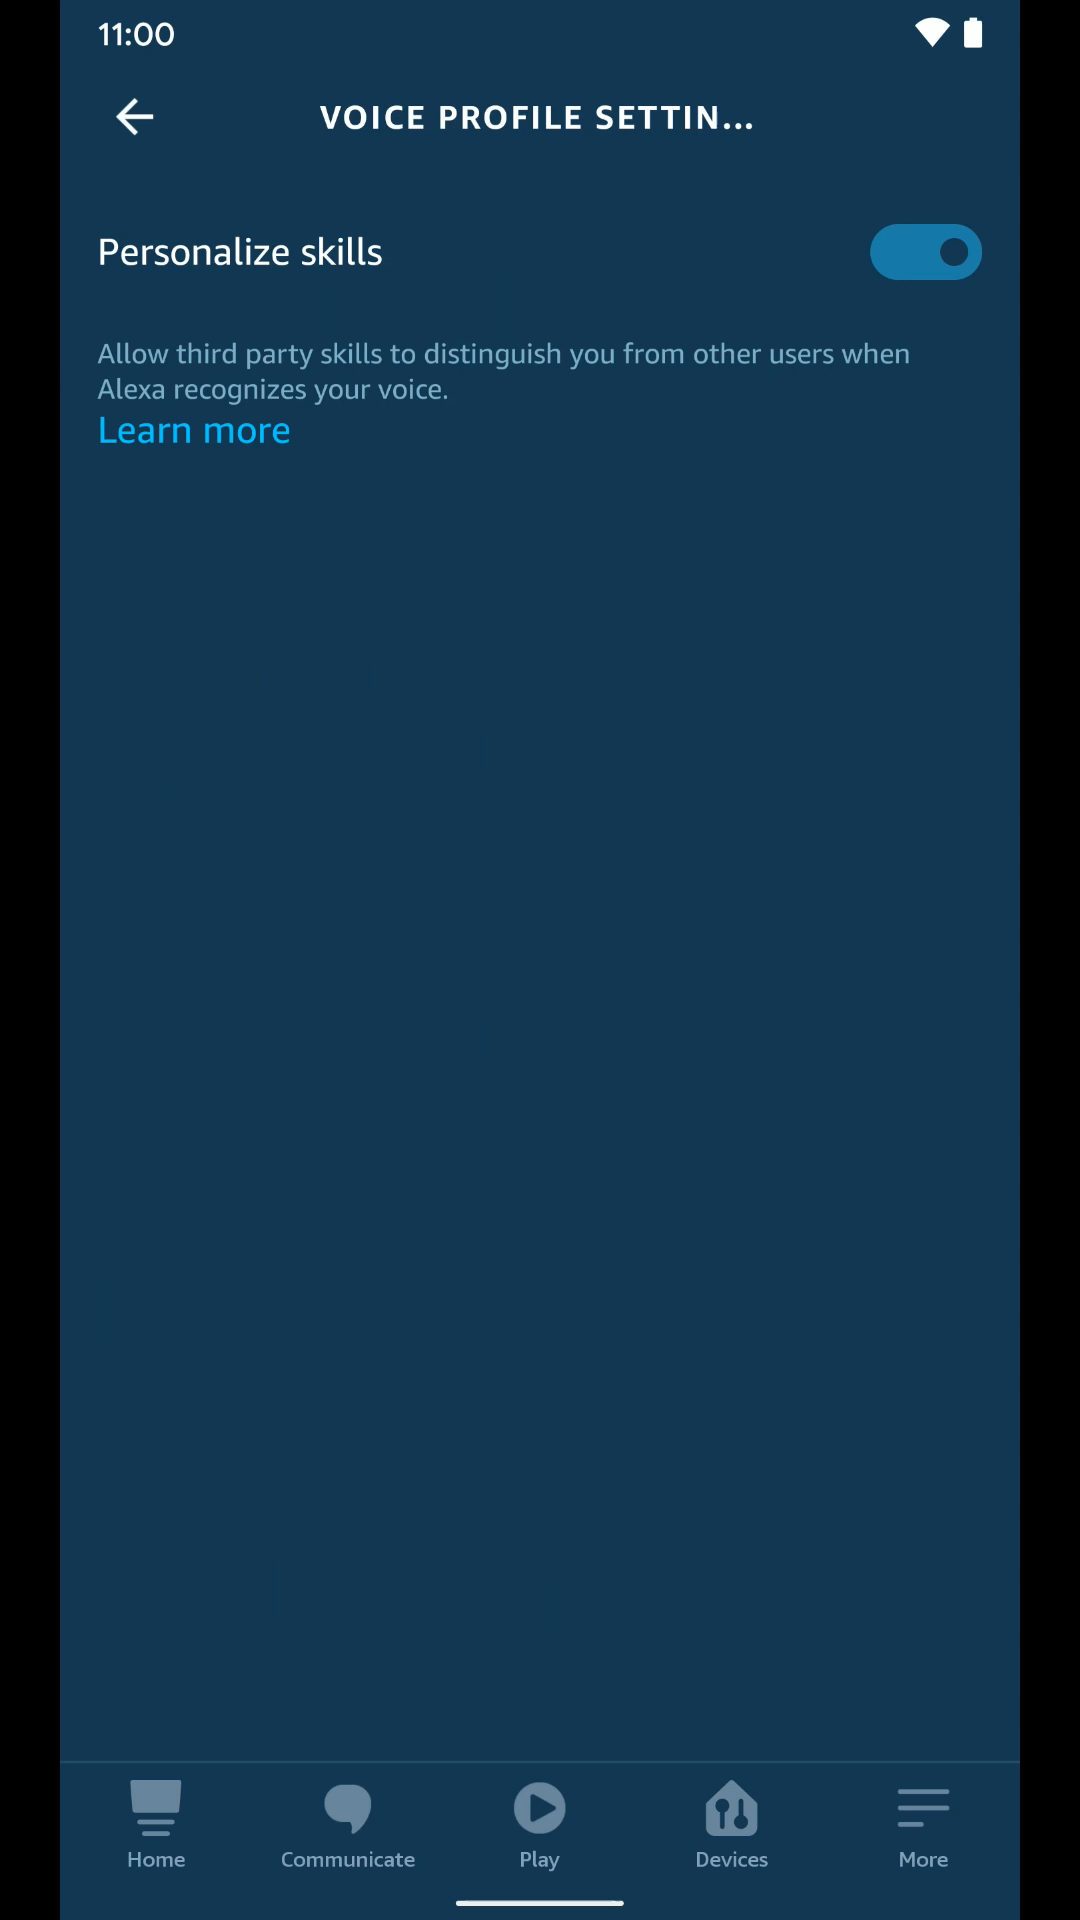 11:00
VOICE PROFILE SETTIN...
Personalize skills
Allow third party skills to distinguish you from other users when
Alexa recognizes your voice.
Learn more
Home
Communicate
Play
Devices
More